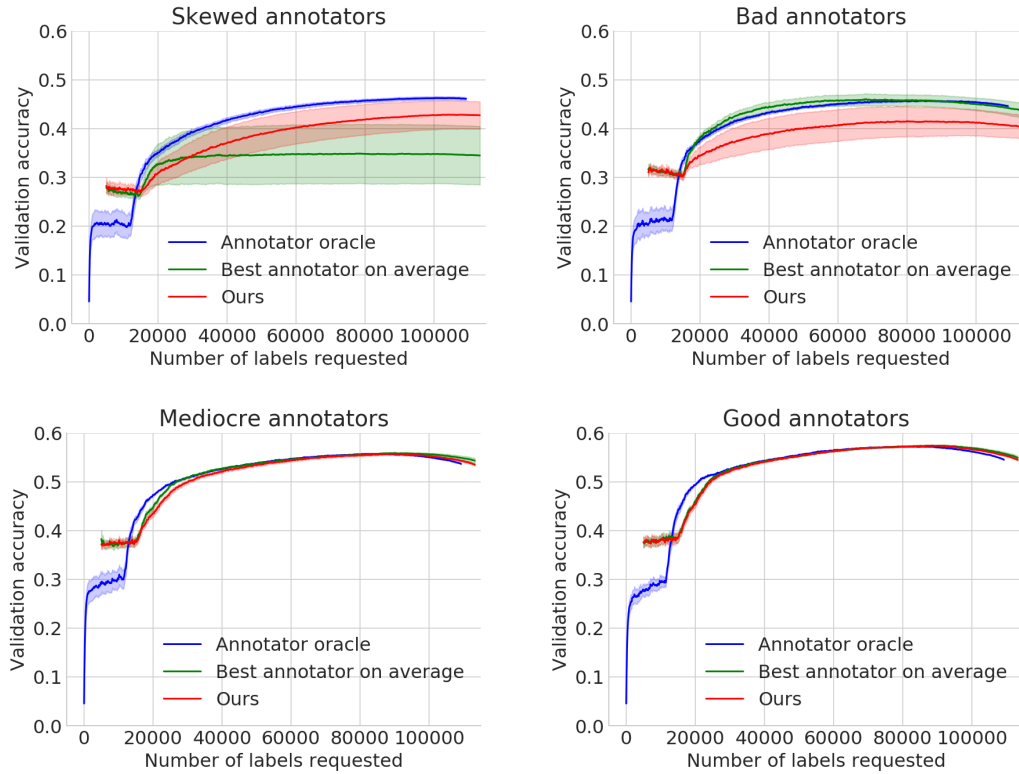 Skewed annotators
0.6
0.5
0.4
0.3
0.2
0.1
0.0
Validation accuracy
Annotator oracle
Best annotator on average
Ours
0 20000 40000 60000 80000 100000
Number of labels requested
Bad annotators
0.6
0.5
0.4
0.3
0.2
0.1
0.0
Validation accuracy
Annotator oracle
Best annotator on average
Ours
0 20000 40000 60000 80000 100000
Number of labels requested
Mediocre annotators
0.6
0.5
0.4
0.3
0.2
0.1
0.0
Validation accuracy
Annotator oracle
Best annotator on average
Ours
0 20000 40000 60000 80000 100000
Number of labels requested
Good annotators
0.6
0.5
0.4
0.3
0.2
0.1
0.0
Validation accuracy
Annotator oracle
Best annotator on average
Ours
0 20000 40000 60000 80000 100000
Number of labels requested